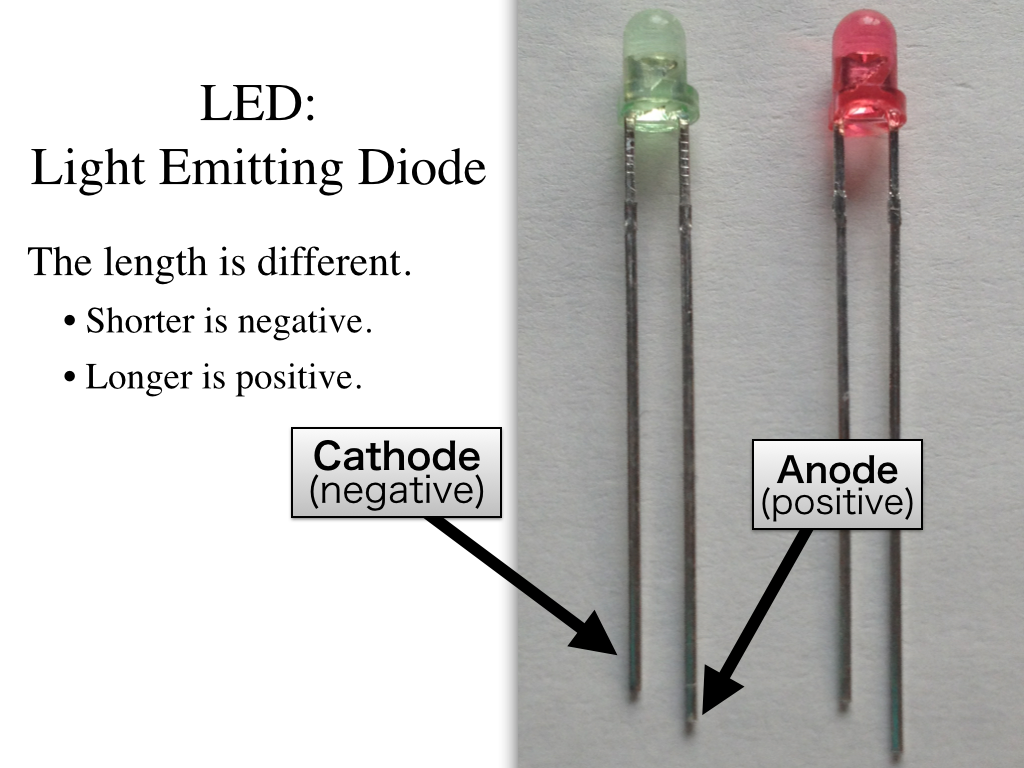 LED:
Light Emitting Diode
The length is different.
• Shorter is negative.
• Longer is positive.
Cathode
(negative)
Anode
(positive)